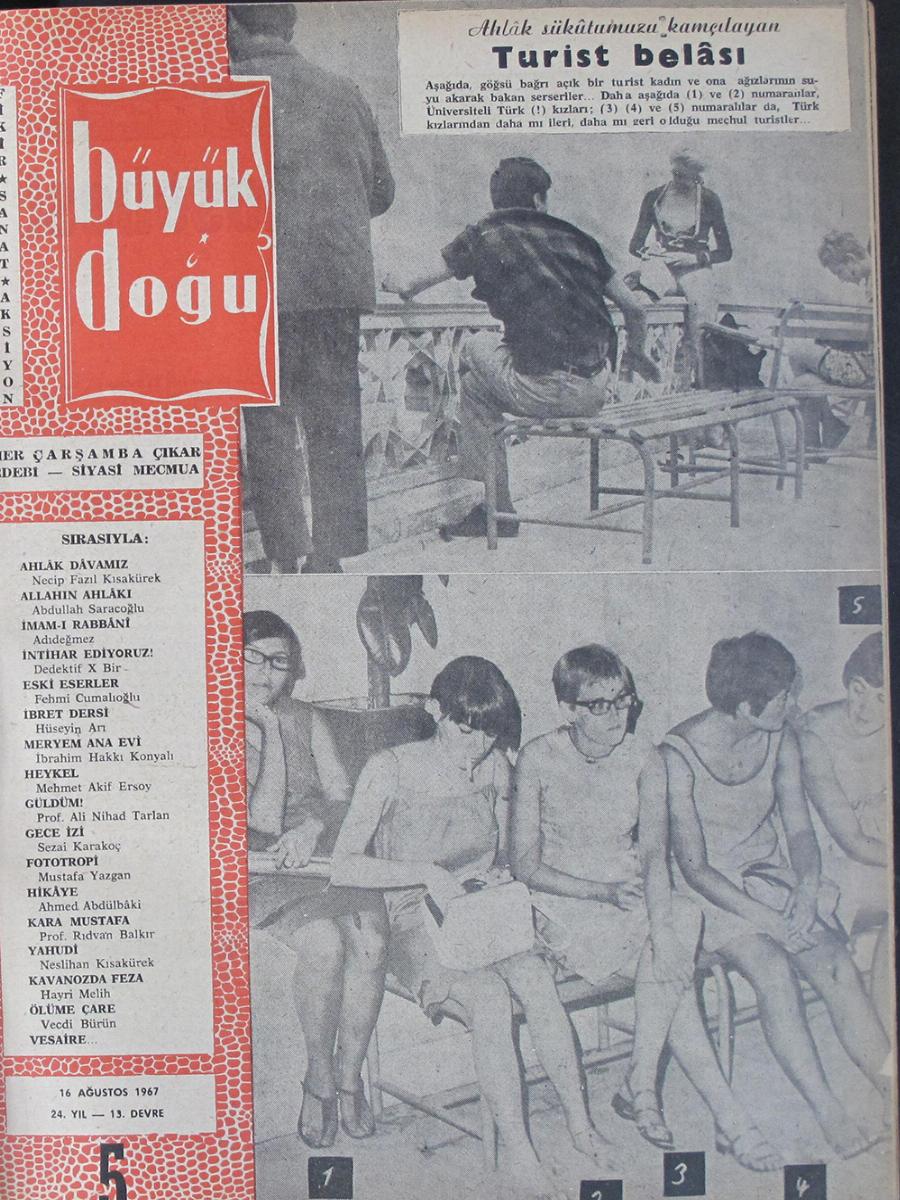 FİKİR ★ SANAT ★ AKSİYON
büyük
doğu
Ahlâk sükûtumuzu kamçılayan
Turist belâsı
Aşağıda, göğsü bağrı açık bir turist kadın ve ona ağızlarının su-
yu akarak bakan serseriler... Daha aşağıda (1) ve (2) numaralılar,
Üniversiteli Türk (!) kızları; (3) (4) ve (5) numaralılar da, Türk
kızlarından daha mı ileri, daha mı geri olduğu meçhul turistler...
HER ÇARŞAMBA ÇIKAR
EDEBİ — SİYASİ MECMUA
SIRASIYLA:
AHLÂK DÂVAMIZ
Necip Fazıl Kısakürek
ALLAHIN AHLÂKI
Abdullah Saracoğlu
İMAM-I RABBÂNÎ
Adıdeğmez
İNTİHAR EDİYORUZ!
Dedektif X Bir
ESKİ ESERLER
Fehmi Cumalıoğlu
İBRET DERSİ
Hüseyin Arı
MERYEM ANA EVİ
İbrahim Hakkı Konyalı
HEYKEL
Mehmet Akif Ersoy
GÜLDÜM!
Prof. Ali Nihad Tarlan
GECE İZİ
Sezai Karakoç
FOTOTROPİ
Mustafa Yazgan
HİKÂYE
Ahmed Abdülbâki
KARA MUSTAFA
Prof. Rıdvan Balkır
YAHUDİ
Neslihan Kısakürek
KAVANOZDA FEZA
Hayri Melih
ÖLÜME ÇARE
Vecdi Bürün
VESAİRE...
16 AĞUSTOS 1967
24. YIL — 13. DEVRE
5
5
1
2
3
4